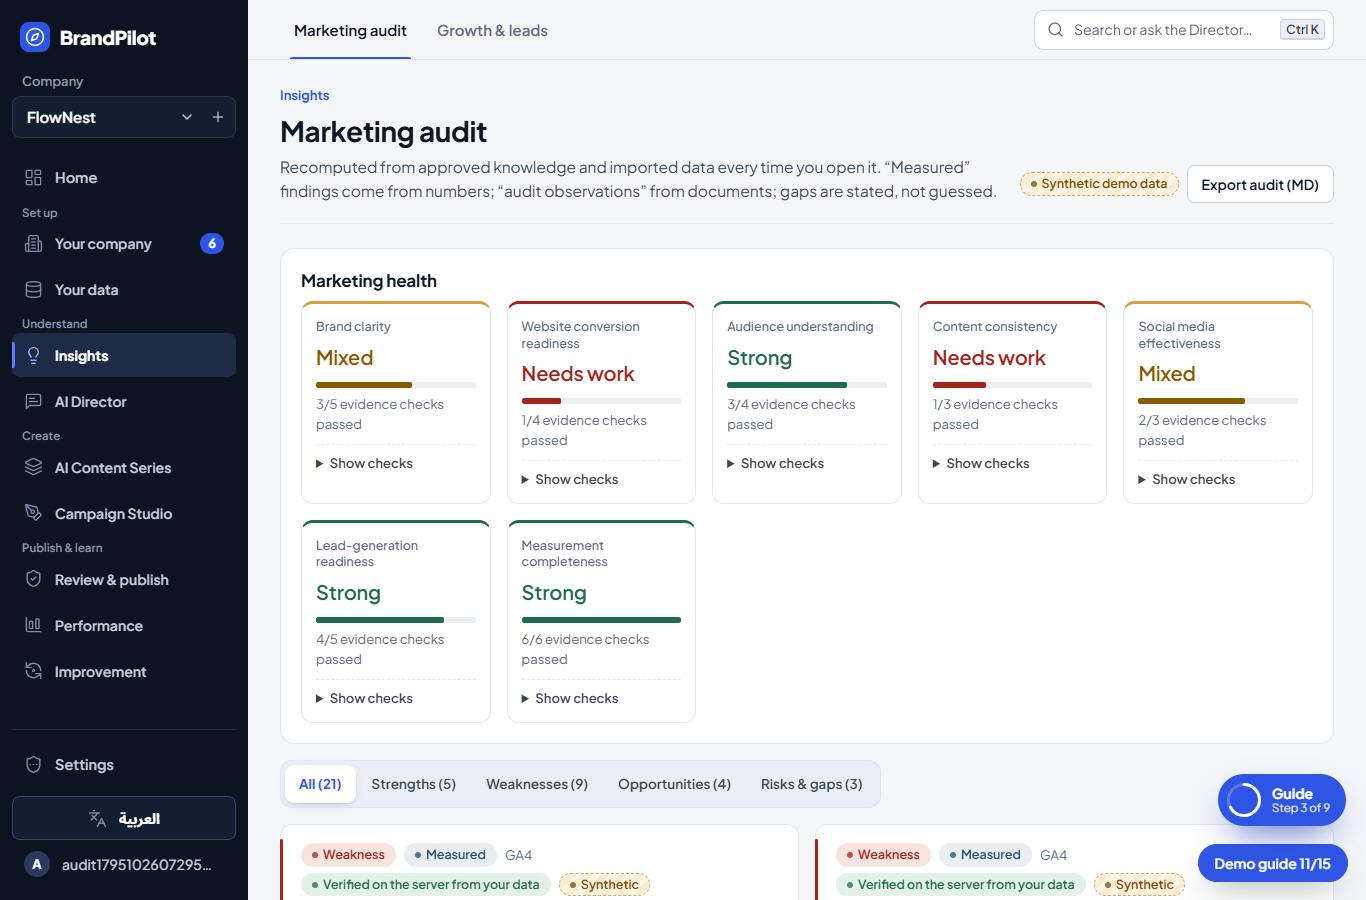 BrandPilot
Company
FlowNest
Home
Set up
Your company
6
Your data
Understand
Insights
AI Director
Create
AI Content Series
Campaign Studio
Publish & learn
Review & publish
Performance
Improvement
Settings
العربية
A
audit1795102607295...
Marketing audit
Growth & leads
Search or ask the Director...
Ctrl K
Insights
Marketing audit
Recomputed from approved knowledge and imported data every time you open it. “Measured”
findings come from numbers; “audit observations” from documents; gaps are stated, not guessed.
Synthetic demo data
Export audit (MD)
Marketing health
Brand clarity
Mixed
3/5 evidence checks
passed
Show checks
Website conversion
readiness
Needs work
1/4 evidence checks
passed
Show checks
Audience understanding
Strong
3/4 evidence checks
passed
Show checks
Content consistency
Needs work
1/3 evidence checks
passed
Show checks
Social media
effectiveness
Mixed
2/3 evidence checks
passed
Show checks
Lead-generation
readiness
Strong
4/5 evidence checks
passed
Show checks
Measurement
completeness
Strong
6/6 evidence checks
passed
Show checks
All (21)
Strengths (5)
Weaknesses (9)
Opportunities (4)
Risks & gaps (3)
Weakness
Measured
GA4
Verified on the server from your data
Synthetic
Weakness
Measured
GA4
Verified on the server from your data
Synthetic
Guide
Step 3 of 9
Demo guide 11/15